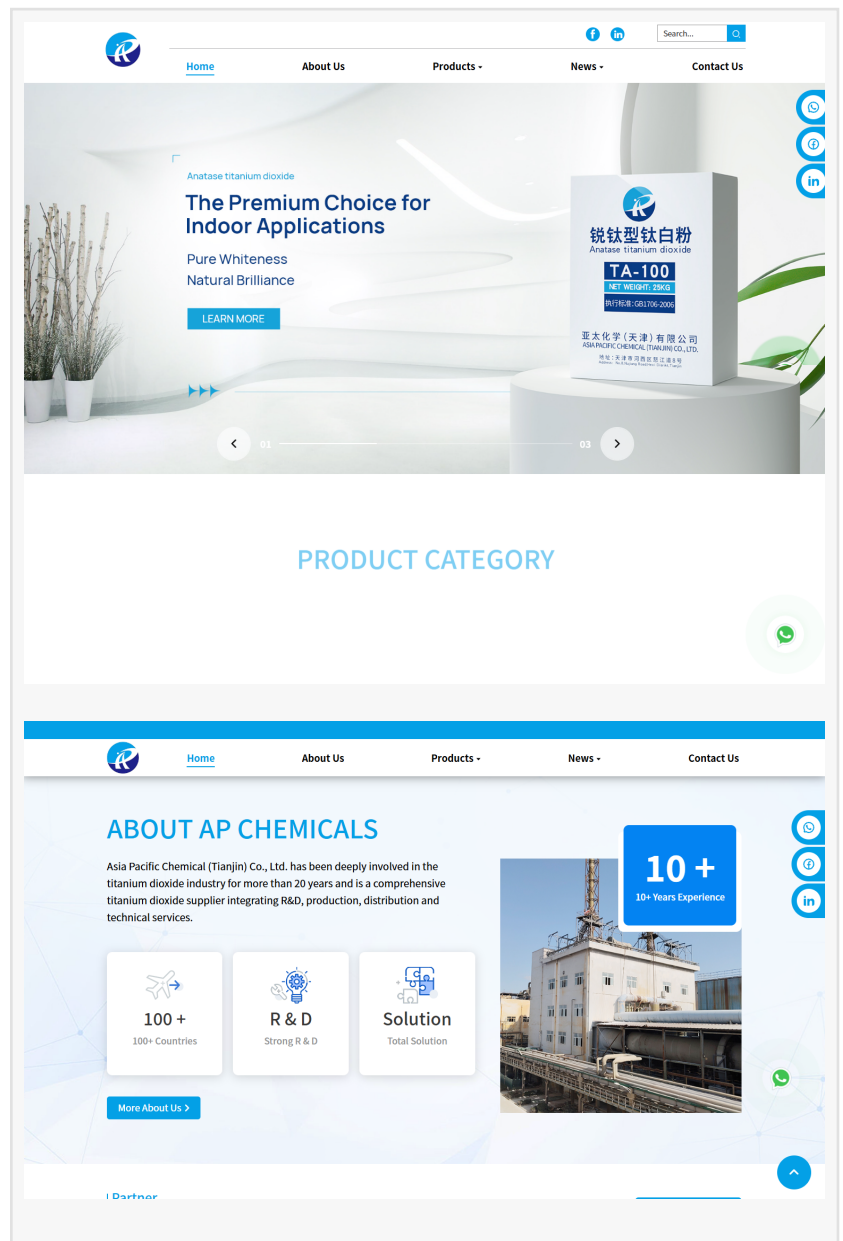 Search...
Home
About Us
Products
News
Contact Us
Anatase titanium dioxide
The Premium Choice for
Indoor Applications
Pure Whiteness
Natural Brilliance
LEARN MORE
锐钛型钛白粉
Anatase titanium dioxide
TA-100
NET WEIGHT: 25KG
执行标准:GB1706-2006
亚太化学(天津)有限公司
ASIA PACIFIC CHEMICAL (TIANJIN) CO., LTD.
01
03
PRODUCT CATEGORY
Home
About Us
Products
News
Contact Us
ABOUT AP CHEMICALS
Asia Pacific Chemical (Tianjin) Co., Ltd. has been deeply involved in the
titanium dioxide industry for more than 20 years and is a comprehensive
titanium dioxide supplier integrating R&D, production, distribution and
technical services.
10 +
10+ Years Experience
100 +
100+ Countries
R & D
Strong R & D
Solution
Total Solution
More About Us
Partner